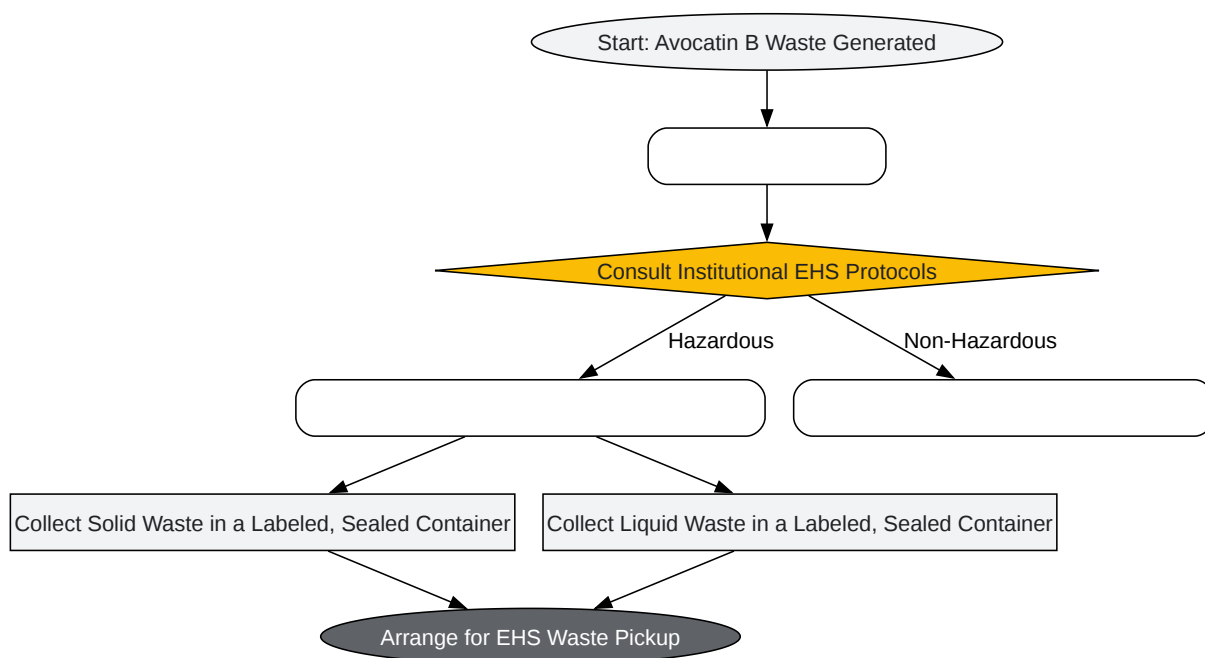 Start: Avocatin B Waste Generated
Consult Institutional EHS Protocols
Hazardous
Non-Hazardous
Collect Solid Waste in a Labeled, Sealed Container
Collect Liquid Waste in a Labeled, Sealed Container
Arrange for EHS Waste Pickup